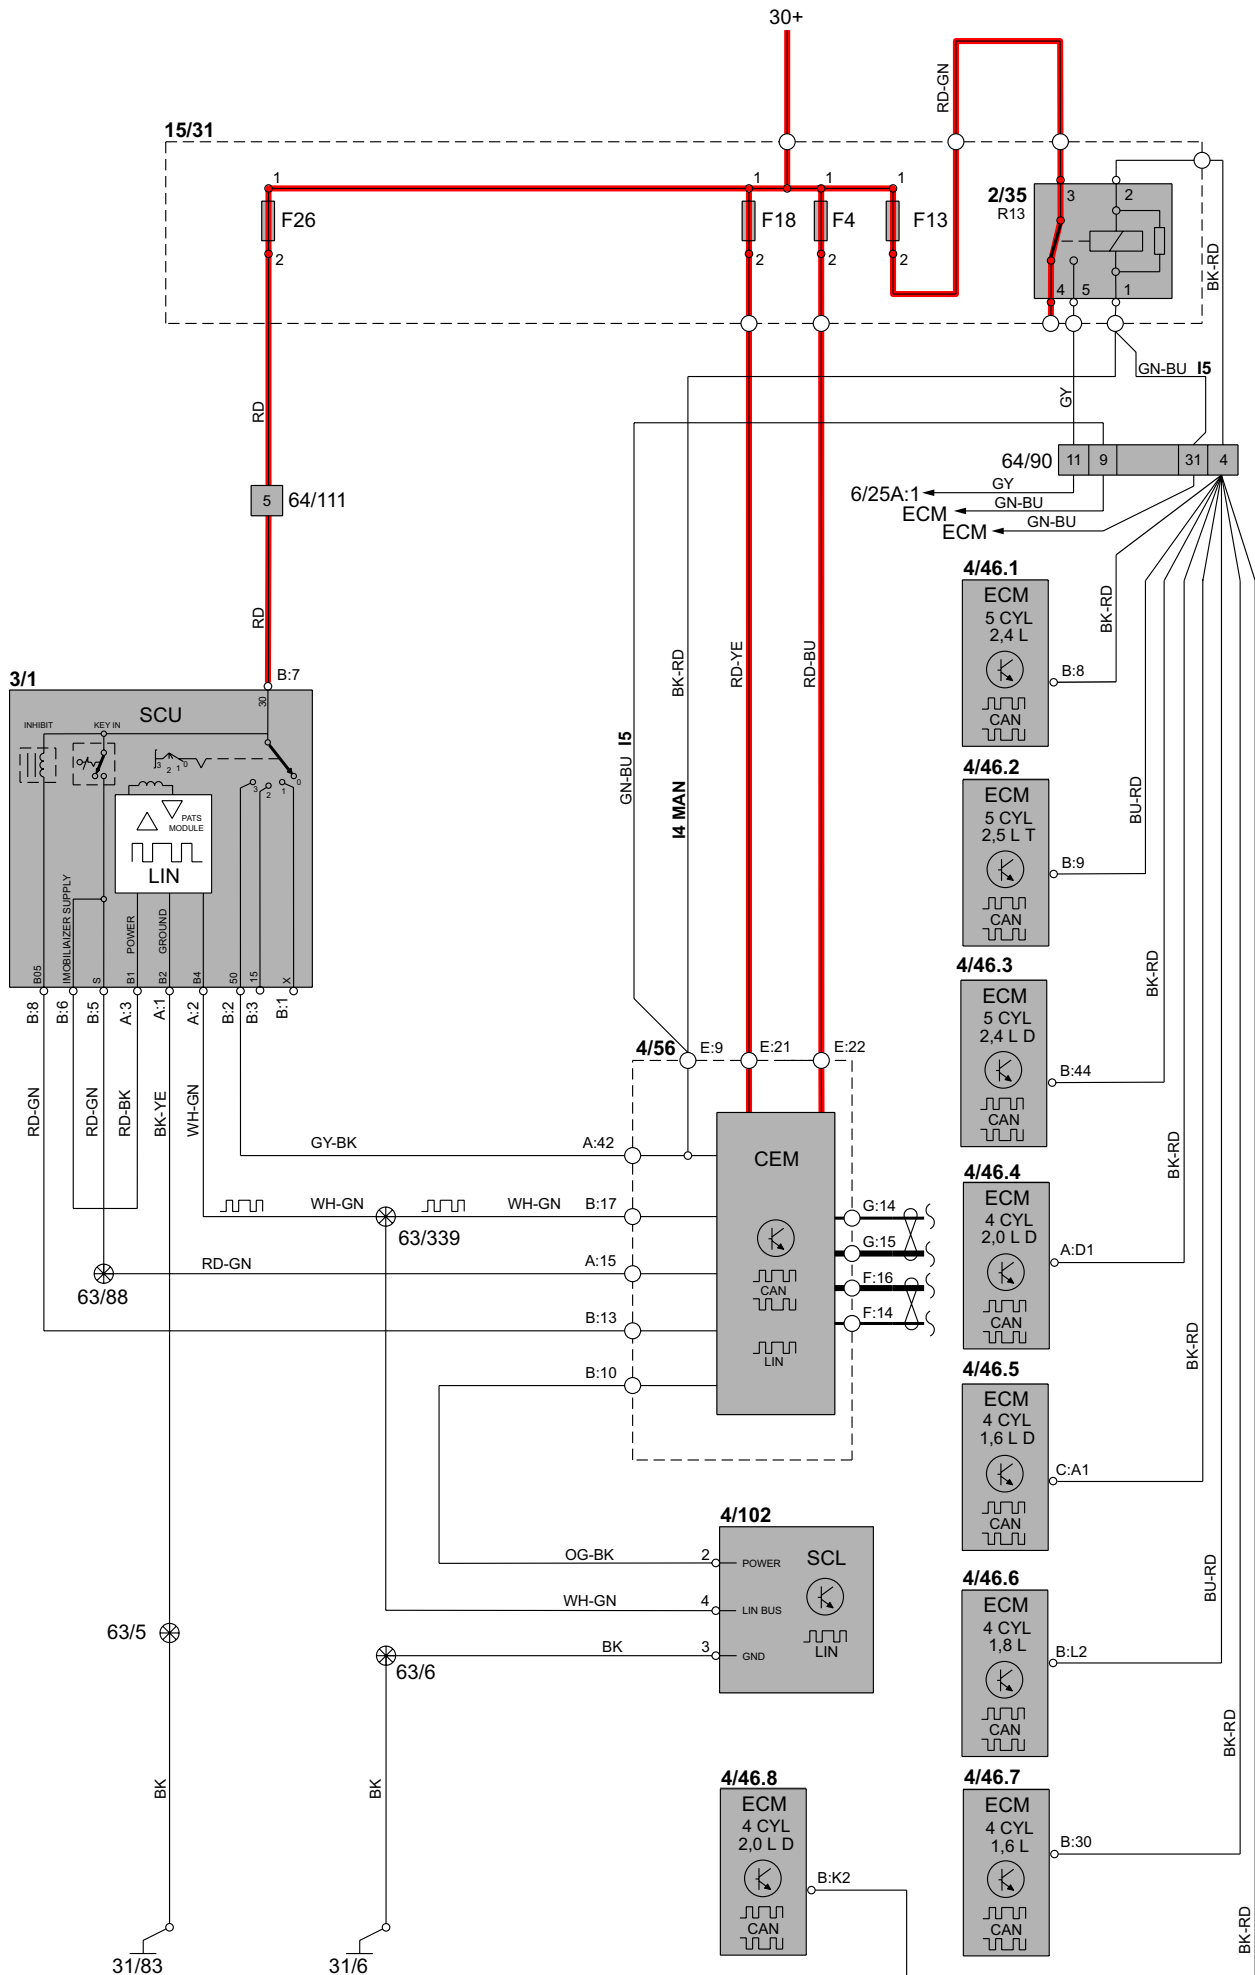 30+
RD-GN
15/31
1
1
1
1
F26
F18
F4
F13
2
2
2
2
2/35
R13
3
2
4
5
1
BK-RD
GN-BU I5
GY
RD
64/90
11
9
31
4
5
64/111
6/25A:1
GY
ECM
GN-BU
ECM
GN-BU
RD
BK-RD
RD-YE
RD-BU
GN-BU I5
I4 MAN
4/46.1
ECM
5 CYL
2,4 L
CAN
B:8
BK-RD
4/46.2
ECM
5 CYL
2,5 L T
CAN
B:9
BU-RD
4/46.3
ECM
5 CYL
2,4 L D
CAN
B:44
BK-RD
4/46.4
ECM
4 CYL
2,0 L D
CAN
A:D1
BK-RD
4/46.5
ECM
4 CYL
1,6 L D
CAN
C:A1
BK-RD
4/46.6
ECM
4 CYL
1,8 L
CAN
B:L2
BU-RD
4/46.7
ECM
4 CYL
1,6 L
CAN
B:30
BK-RD
BK-RD
4/46.8
ECM
4 CYL
2,0 L D
CAN
B:K2
3/1
B:7
30
SCU
INHIBIT
KEY IN
3
2
1
0
3
2
1
0
PATS
MODULE
LIN
IMOBILIAIZER SUPPLY
POWER
GROUND
B05
S
B1
B2
B4
50
15
X
B:8
B:6
B:5
A:3
A:1
A:2
B:2
B:3
B:1
RD-GN
RD-GN
RD-BK
BK-YE
WH-GN
4/56
E:9
E:21
E:22
GY-BK
A:42
CEM
WH-GN
WH-GN
B:17
63/339
RD-GN
A:15
63/88
B:13
B:10
CAN
LIN
G:14
G:15
F:16
F:14
4/102
SCL
OG-BK
2
POWER
WH-GN
4
LIN BUS
BK
3
GND
LIN
63/5
63/6
BK
BK
31/83
31/6